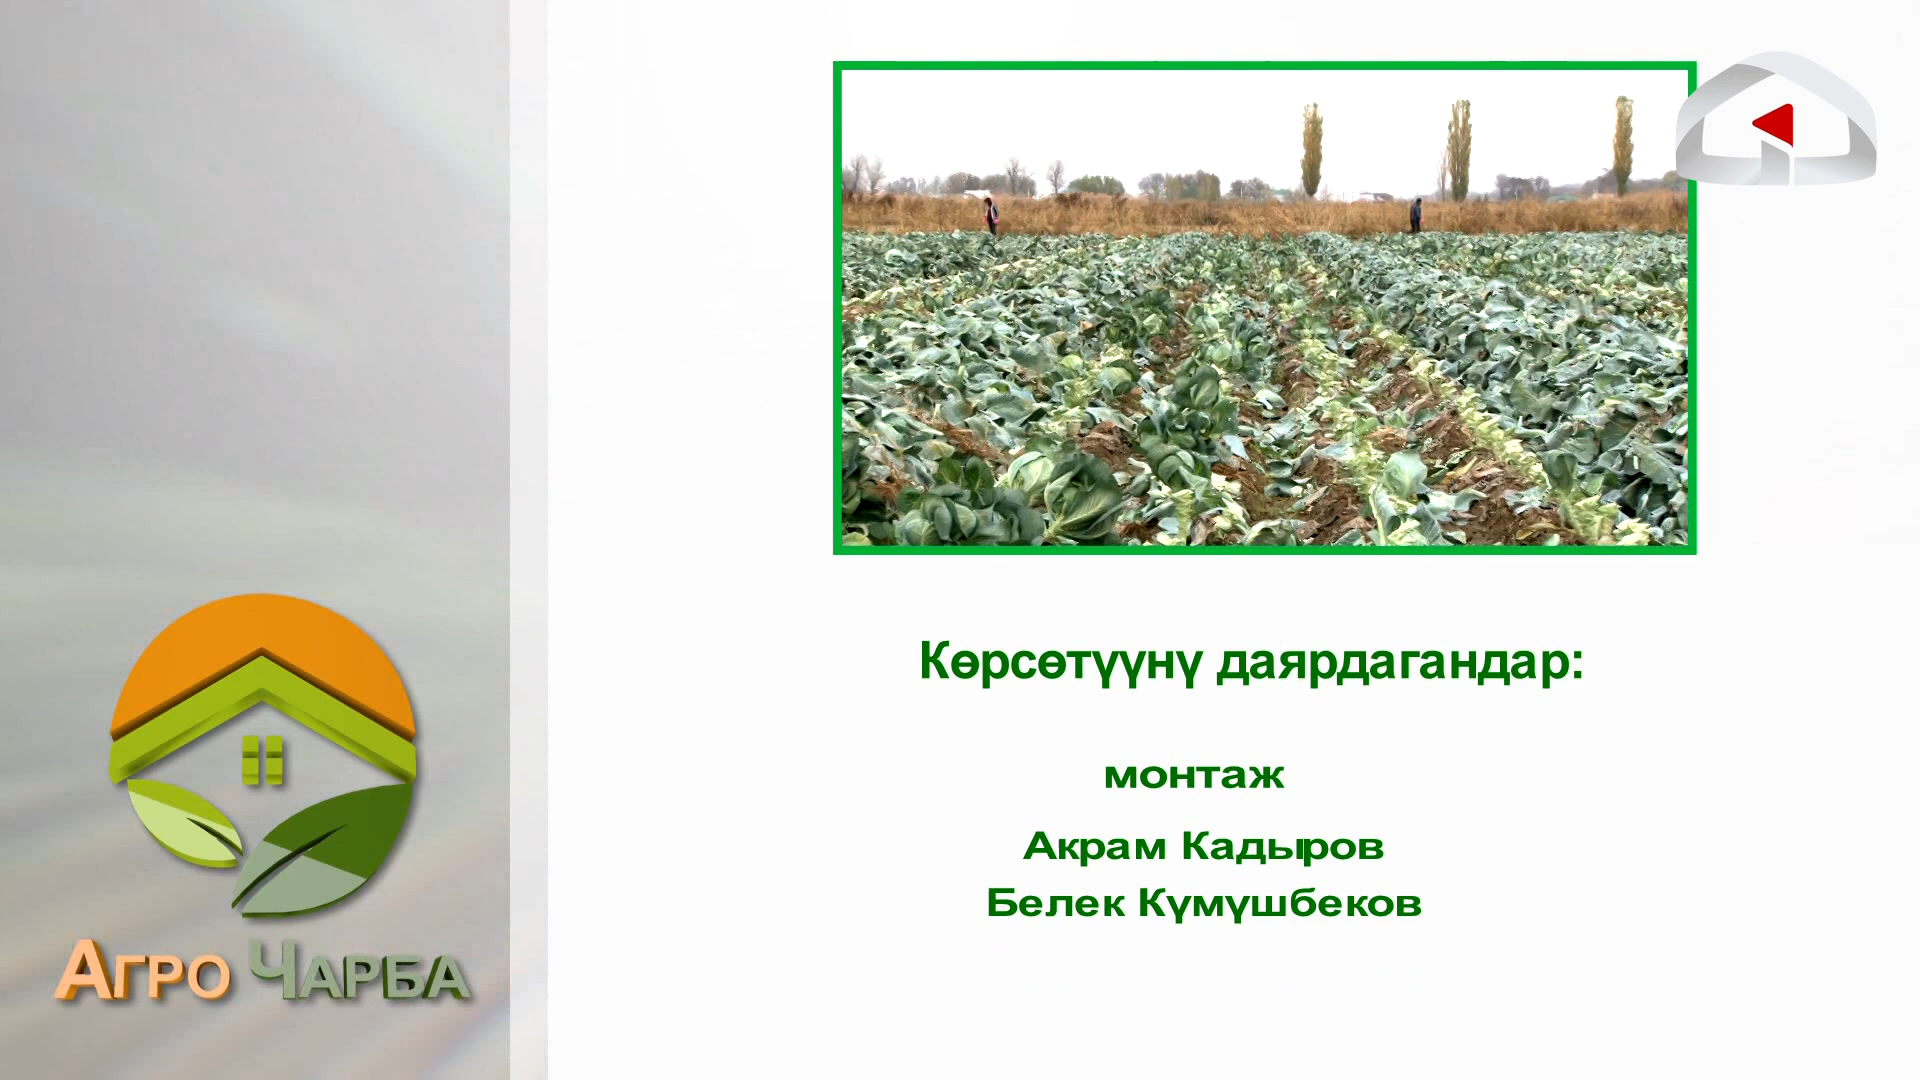 Көрсөтүүнү даярдагандар:
монтаж
Акрам Кадыров
Белек Күмүшбеков
АГРО ЧАРБА